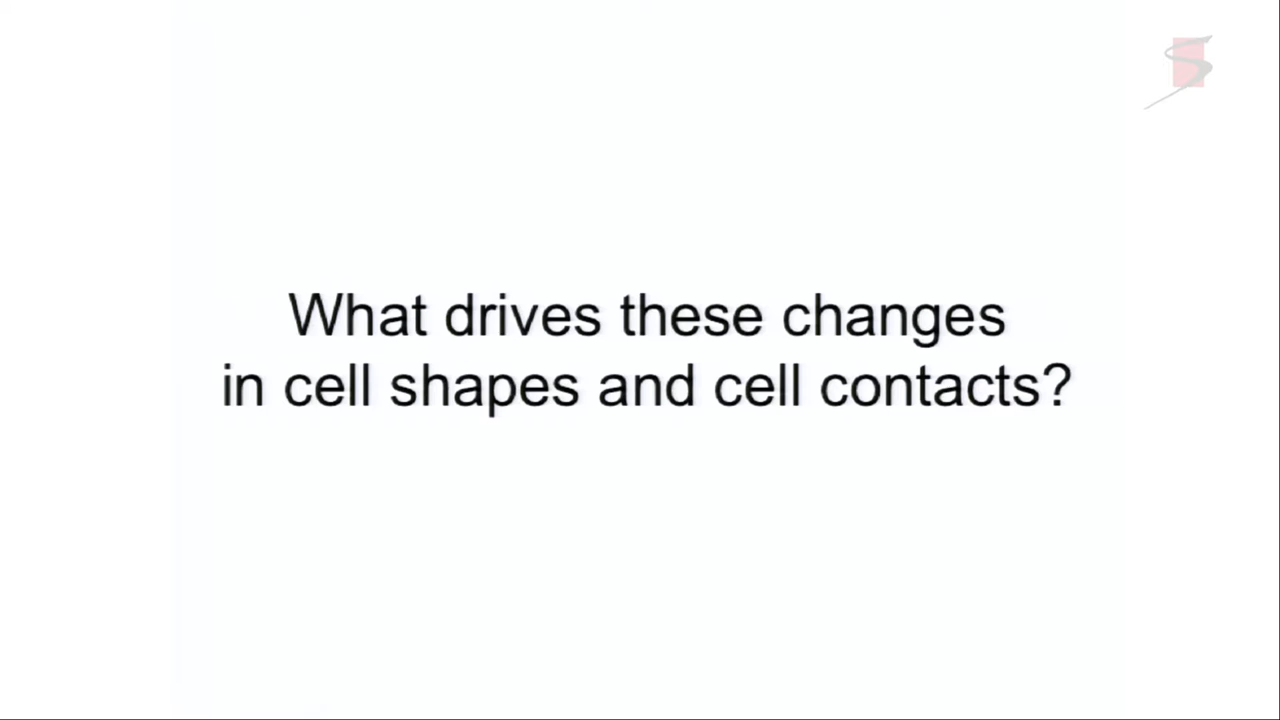 What drives these changes
in cell shapes and cell contacts?